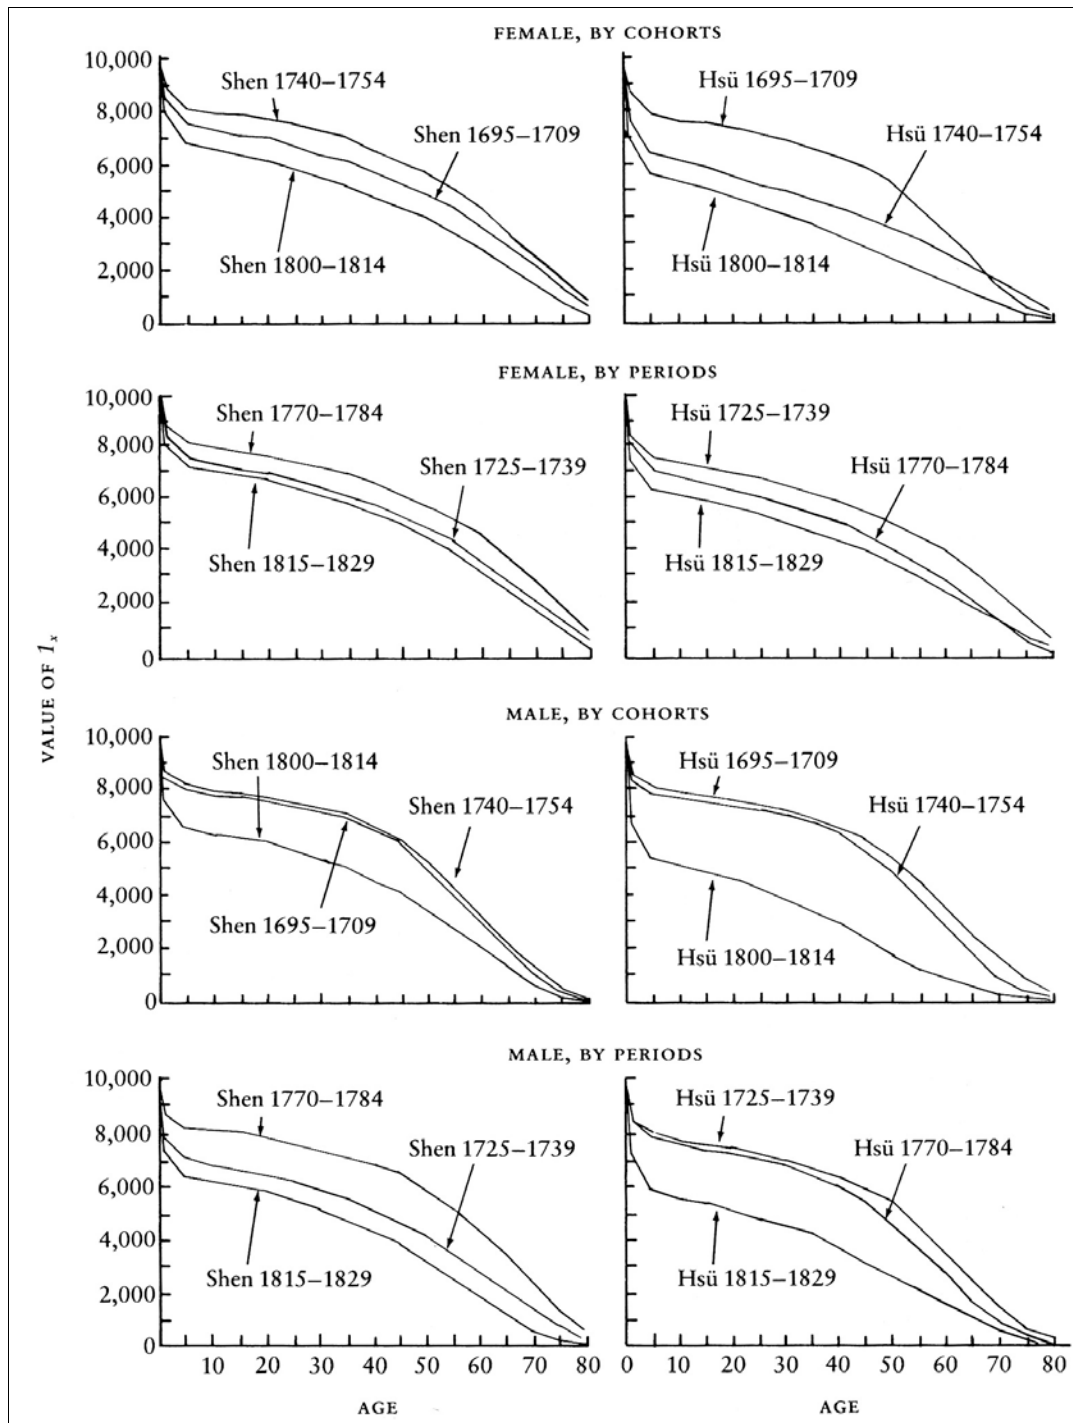 FEMALE, BY COHORTS
10,000
8,000
6,000
4,000
2,000
0
Shen 1740–1754
Shen 1695–1709
Shen 1800–1814
Hsü 1695–1709
Hsü 1740–1754
Hsü 1800–1814
FEMALE, BY PERIODS
10,000
8,000
6,000
4,000
2,000
0
Shen 1770–1784
Shen 1725–1739
Shen 1815–1829
Hsü 1725–1739
Hsü 1770–1784
Hsü 1815–1829
VALUE OF 1ₓ
MALE, BY COHORTS
10,000
8,000
6,000
4,000
2,000
0
Shen 1800–1814
Shen 1740–1754
Shen 1695–1709
Hsü 1695–1709
Hsü 1740–1754
Hsü 1800–1814
MALE, BY PERIODS
10,000
8,000
6,000
4,000
2,000
0
Shen 1770–1784
Shen 1725–1739
Shen 1815–1829
Hsü 1725–1739
Hsü 1770–1784
Hsü 1815–1829
10 20 30 40 50 60 70 80
0 10 20 30 40 50 60 70 80
AGE
AGE